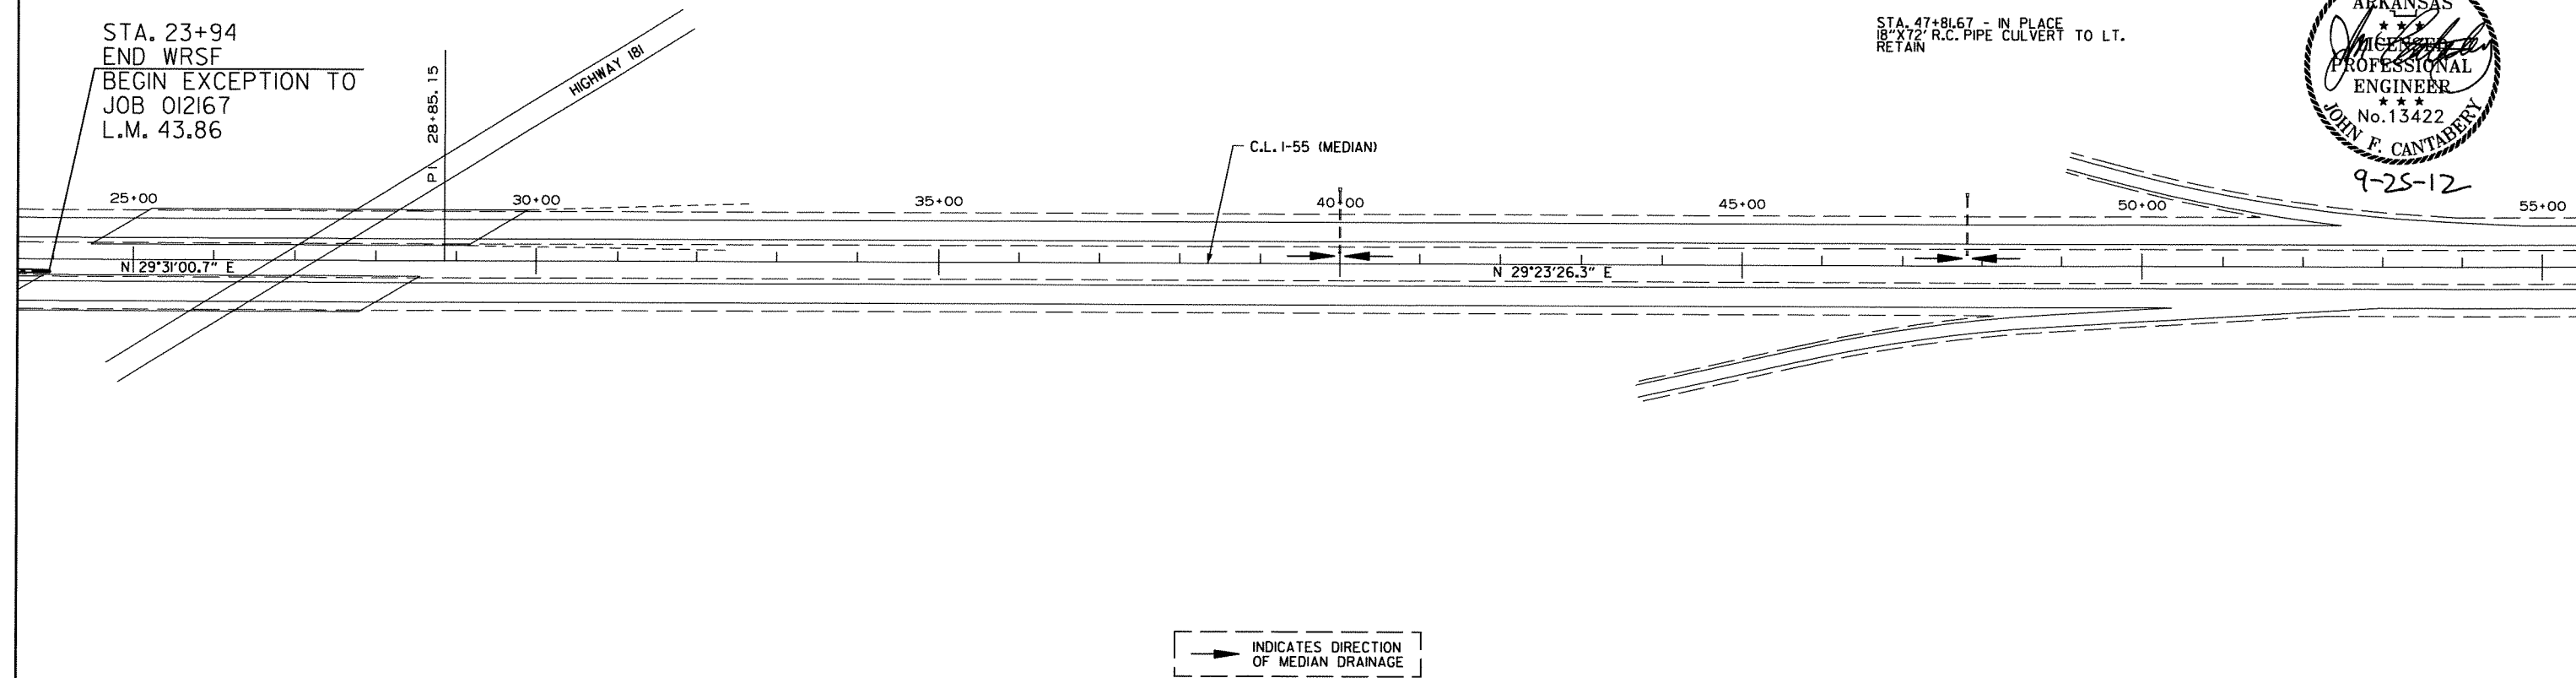 STA. 23+94
END WRSF
BEGIN EXCEPTION TO
JOB 012167
L.M. 43.86
PI 28+85.15
HIGHWAY 181
STA. 47+81.67 - IN PLACE
18"X72' R.C. PIPE CULVERT TO LT.
RETAIN
ARKANSAS
★ ★ ★
LICENSED
PROFESSIONAL
ENGINEER
★ ★ ★
No.13422
JOHN F. CANTABERY
9-25-12
C.L. I-55 (MEDIAN)
25+00
30+00
35+00
40+00
45+00
50+00
55+00
N 29°31'00.7" E
N 29°23'26.3" E
INDICATES DIRECTION
OF MEDIAN DRAINAGE